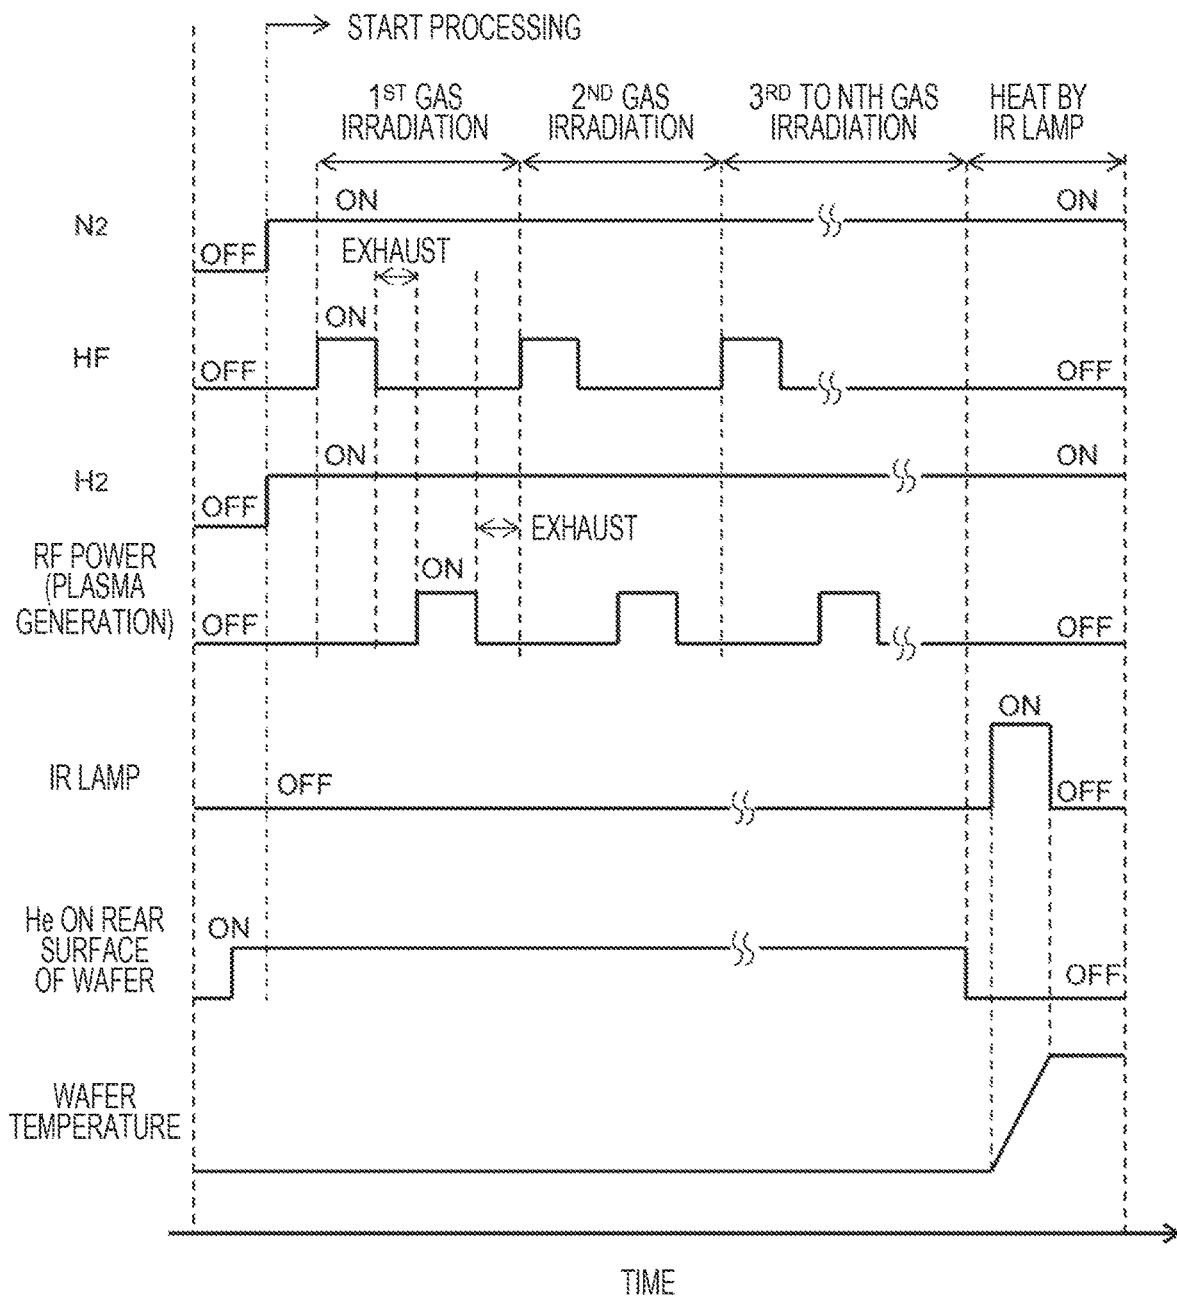 START PROCESSING
1ST GAS
IRRADIATION
2ND GAS
IRRADIATION
3RD TO NTH GAS
IRRADIATION
HEAT BY
IR LAMP
N2
ON
ON
OFF
EXHAUST
HF
ON
OFF
OFF
H2
ON
ON
OFF
EXHAUST
RF POWER
(PLASMA
GENERATION)
ON
OFF
OFF
IR LAMP
ON
OFF
OFF
He ON REAR
SURFACE
OF WAFER
ON
OFF
WAFER
TEMPERATURE
TIME